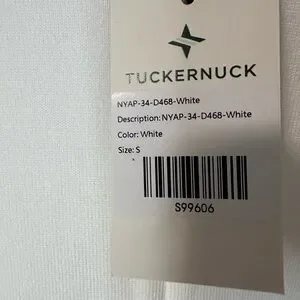 TUCKERNUCK
NYAP-34-D468-White
Description: NYAP-34-D468-White
Color: White
Size: S
S99606